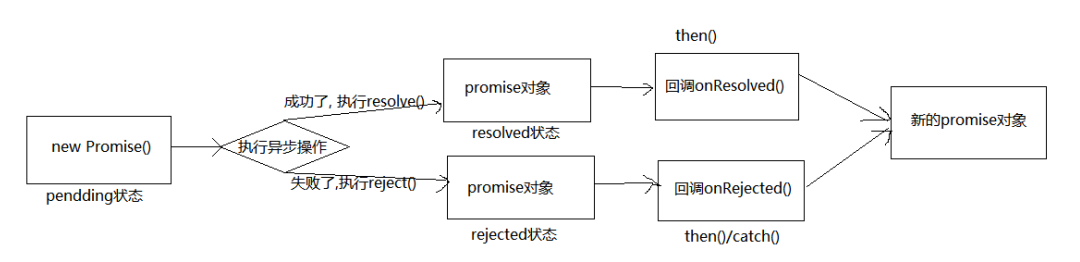 then()
成功了, 执行resolve()
promise对象
回调onResolved()
resolved状态
new Promise()
执行异步操作
新的promise对象
pendding状态
失败了,执行reject()
promise对象
回调onRejected()
rejected状态
then()/catch()